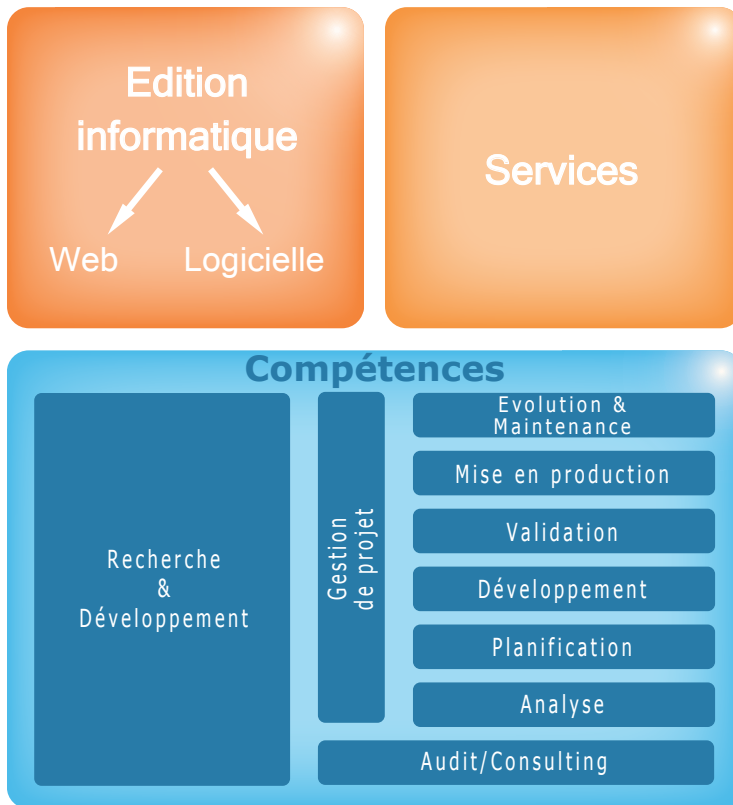 Edition
informatique
Web Logicielle
Services
Compétences
Recherche
&
Développement
Gestion
de projet
Evolution &
Maintenance
Mise en production
Validation
Développement
Planification
Analyse
Audit/Consulting